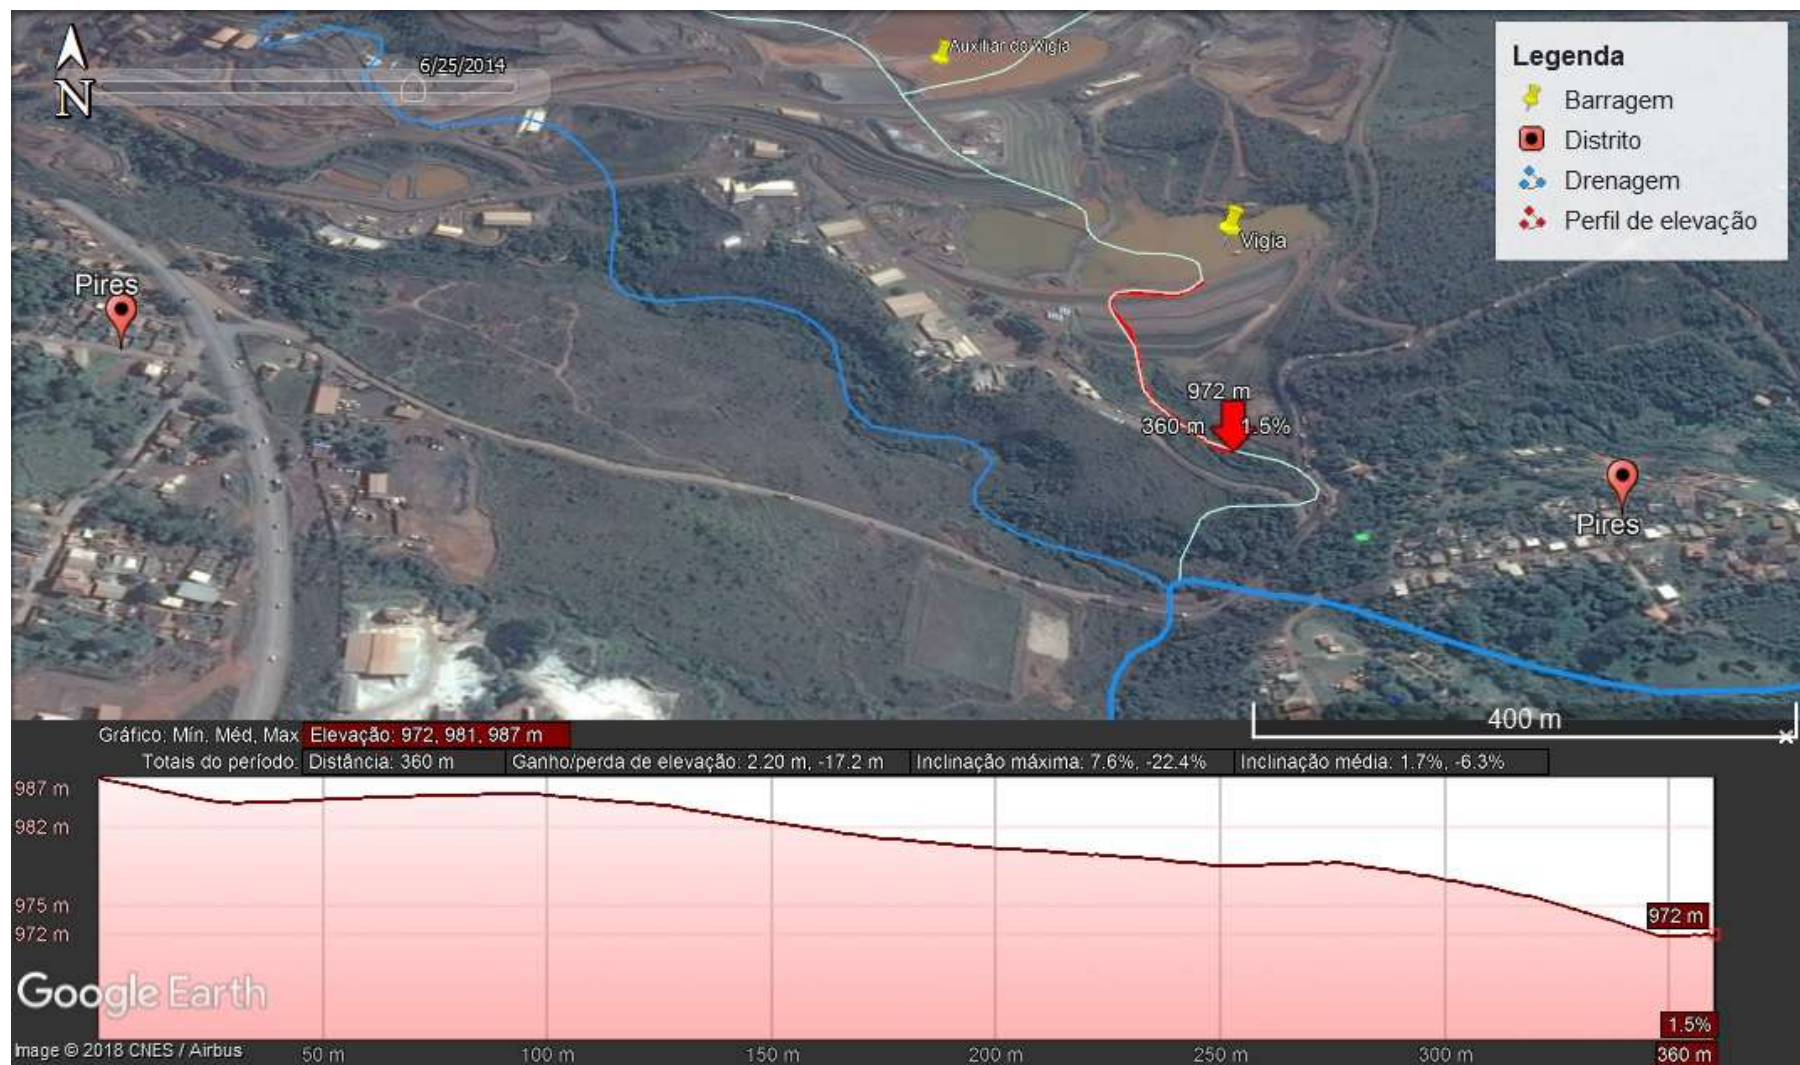 Auxiliar do Vigia
6/25/2014
N
Legenda
Barragem
Distrito
Drenagem
Perfil de elevação
Vigia
Pires
972 m
360 m 1.5%
Pires
400 m
Gráfico: Mín. Méd, Max Elevação: 972, 981, 987 m
Totais do período. Distância: 360 m Ganho/perda de elevação: 2.20 m, -17.2 m Inclinação máxima: 7.6%, -22.4% Inclinação média: 1.7%, -6.3%
987 m
982 m
975 m
972 m
972 m
Google Earth
1.5%
Image © 2018 CNES / Airbus
50 m 100 m 150 m 200 m 250 m 300 m 360 m